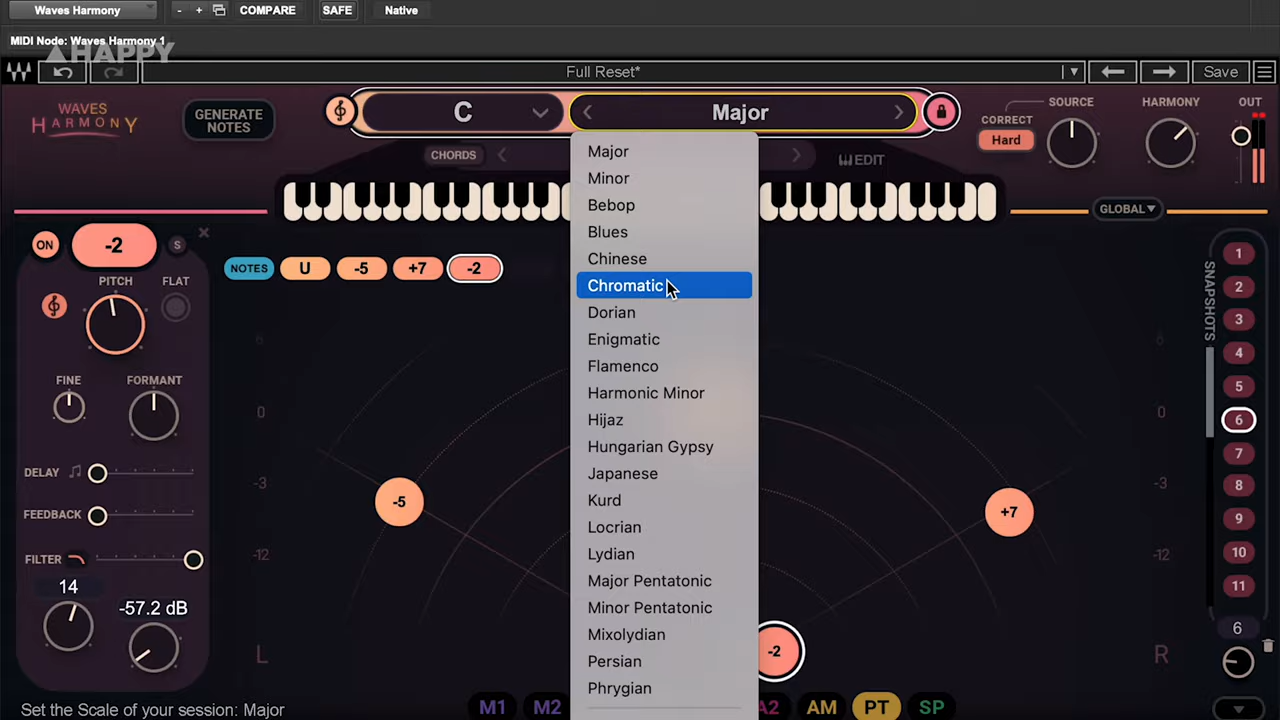 Waves Harmony
- +
COMPARE
SAFE
Native
MIDI Node: Waves Harmony 1
HAPPY
Full Reset*
Save
WAVES
HARMONY
GENERATE
NOTES
C
Major
CORRECT
Hard
SOURCE
HARMONY
OUT
CHORDS
EDIT
GLOBAL
ON
-2
S
PITCH
FLAT
FINE
FORMANT
DELAY
FEEDBACK
FILTER
14
-57.2 dB
NOTES
U
-5
+7
-2
Major
Minor
Bebop
Blues
Chinese
Chromatic
Dorian
Enigmatic
Flamenco
Harmonic Minor
Hijaz
Hungarian Gypsy
Japanese
Kurd
Locrian
Lydian
Major Pentatonic
Minor Pentatonic
Mixolydian
Persian
Phrygian
6
0
-3
-12
L
-5
-2
+7
6
0
-3
-12
R
SNAPSHOTS
1
2
3
4
5
6
7
8
9
10
11
6
M1
M2
A2
AM
PT
SP
Set the Scale of your session: Major